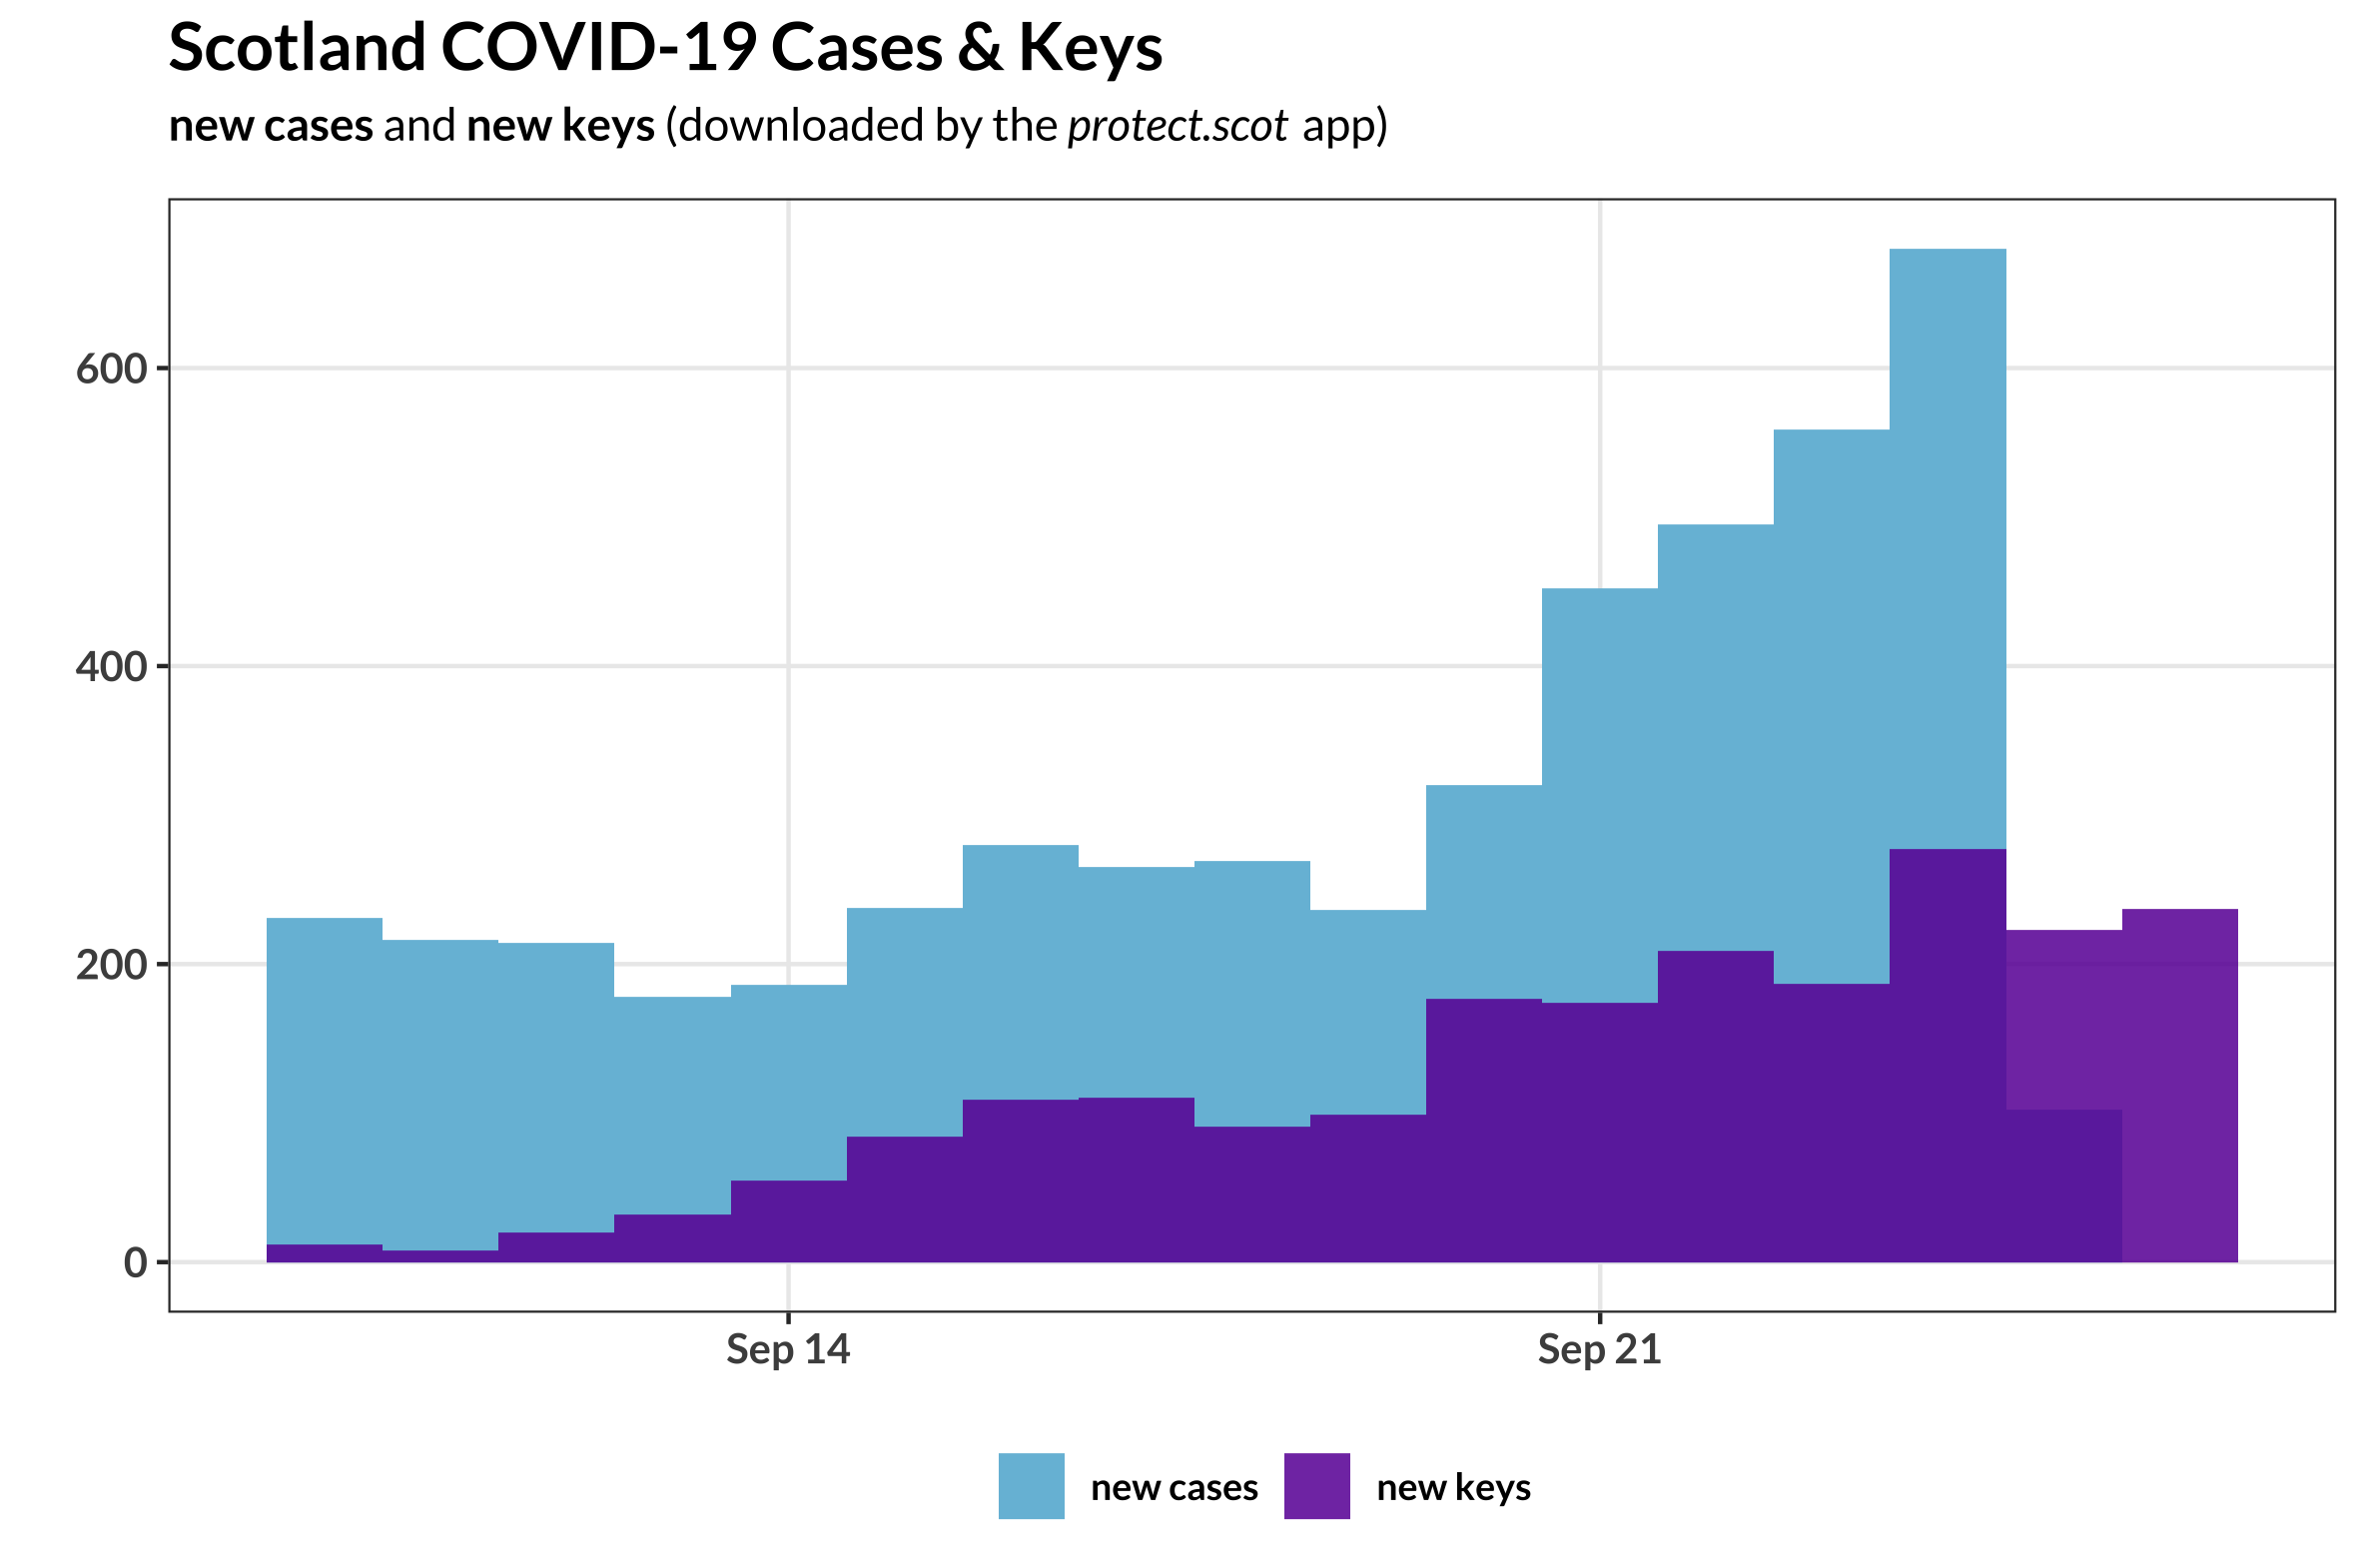 Scotland COVID-19 Cases & Keys
new cases and new keys (downloaded by the protect.scot app)
600
400
200
0
Sep 14 Sep 21
new cases new keys